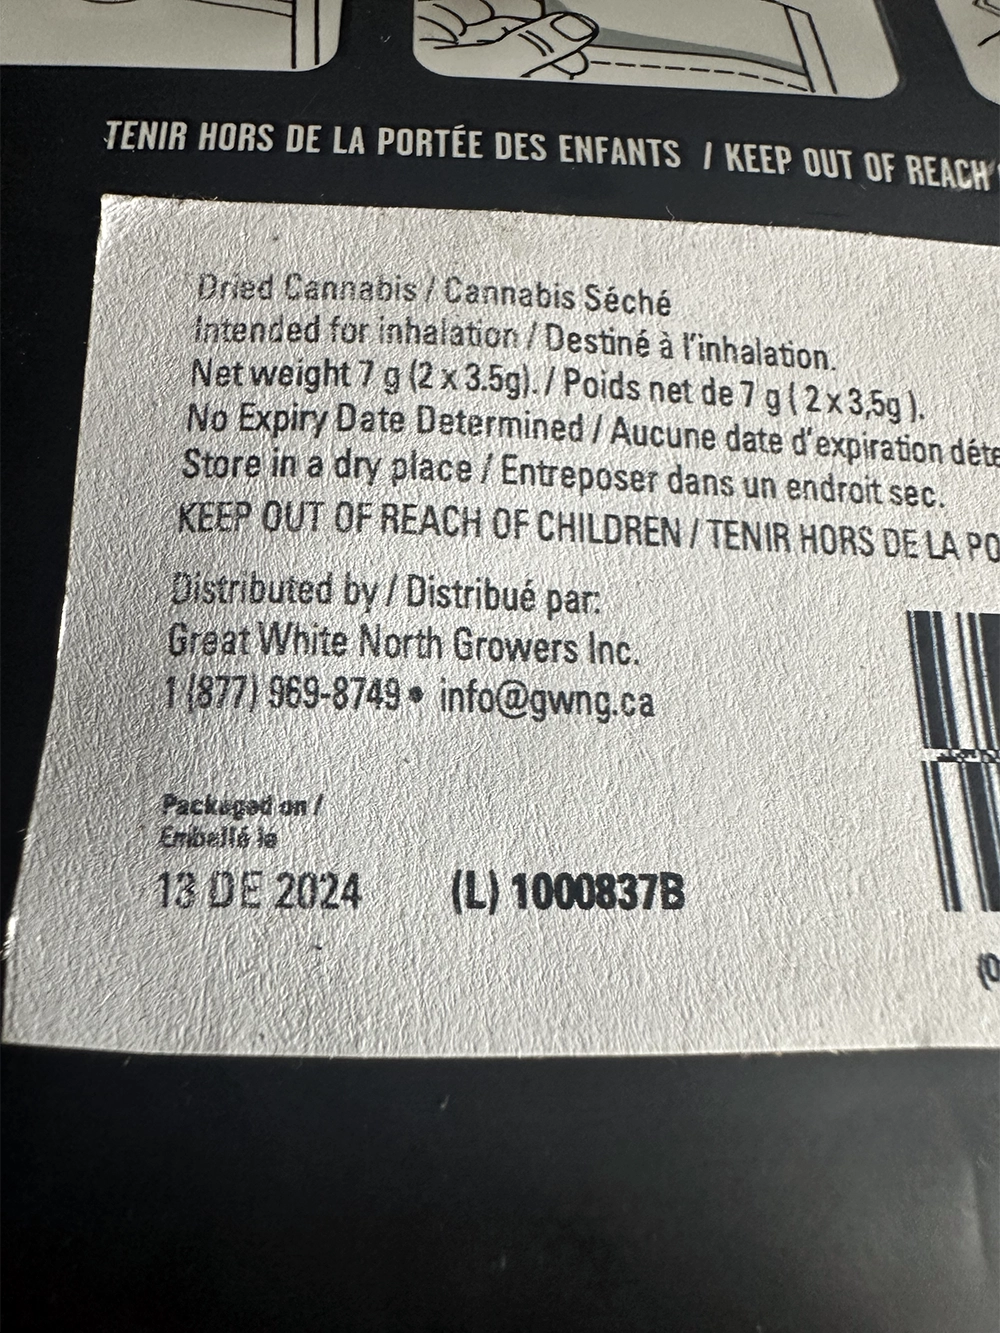 TENIR HORS DE LA PORTÉE DES ENFANTS / KEEP OUT OF REACH
Dried Cannabis / Cannabis Séché
Intended for inhalation / Destiné à l'inhalation.
Net weight 7 g (2 x 3.5g). / Poids net de 7 g ( 2 x 3,5g ).
No Expiry Date Determined / Aucune date d'expiration déte
Store in a dry place / Entreposer dans un endroit sec.
KEEP OUT OF REACH OF CHILDREN / TENIR HORS DE LA PO
Distributed by / Distribué par:
Great White North Growers Inc.
1 (877) 969-8749 • info@gwng.ca
Packaged on /
Emballé le
13 DE 2024 (L) 1000837B
(0